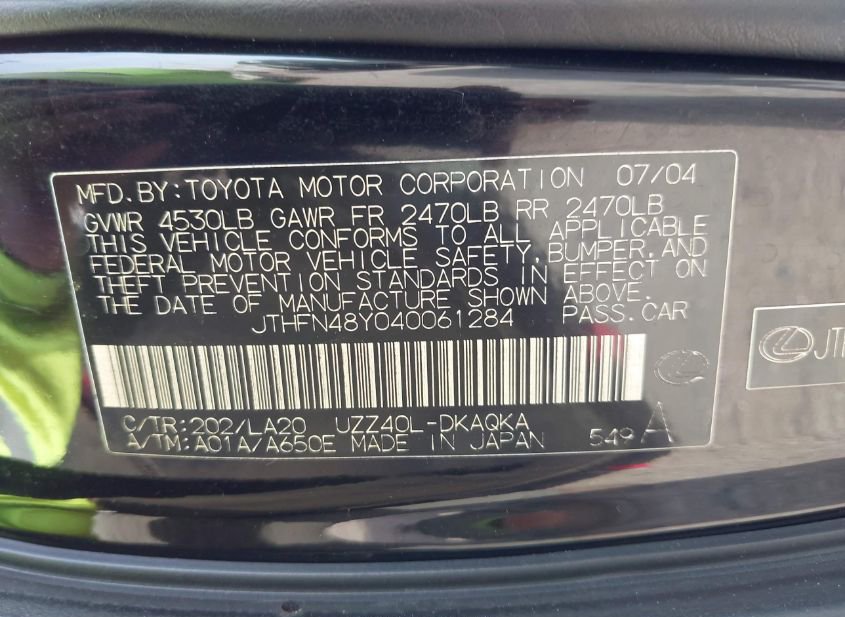 MFD.BY:TOYOTA MOTOR CORPORATION 07/04
GVWR 4530LB GAWR FR 2470LB RR 2470LB
THIS VEHICLE CONFORMS TO ALL APPLICABLE
FEDERAL MOTOR VEHICLE SAFETY,BUMPER,AND
THEFT PREVENTION STANDARDS IN EFFECT ON
THE DATE OF MANUFACTURE SHOWN ABOVE.
JTHFN48Y040061284 PASS.CAR
C/TR:202/LA20 UZZ40L-DKAQKA
A/TM:A01A/A650E MADE IN JAPAN 549 A